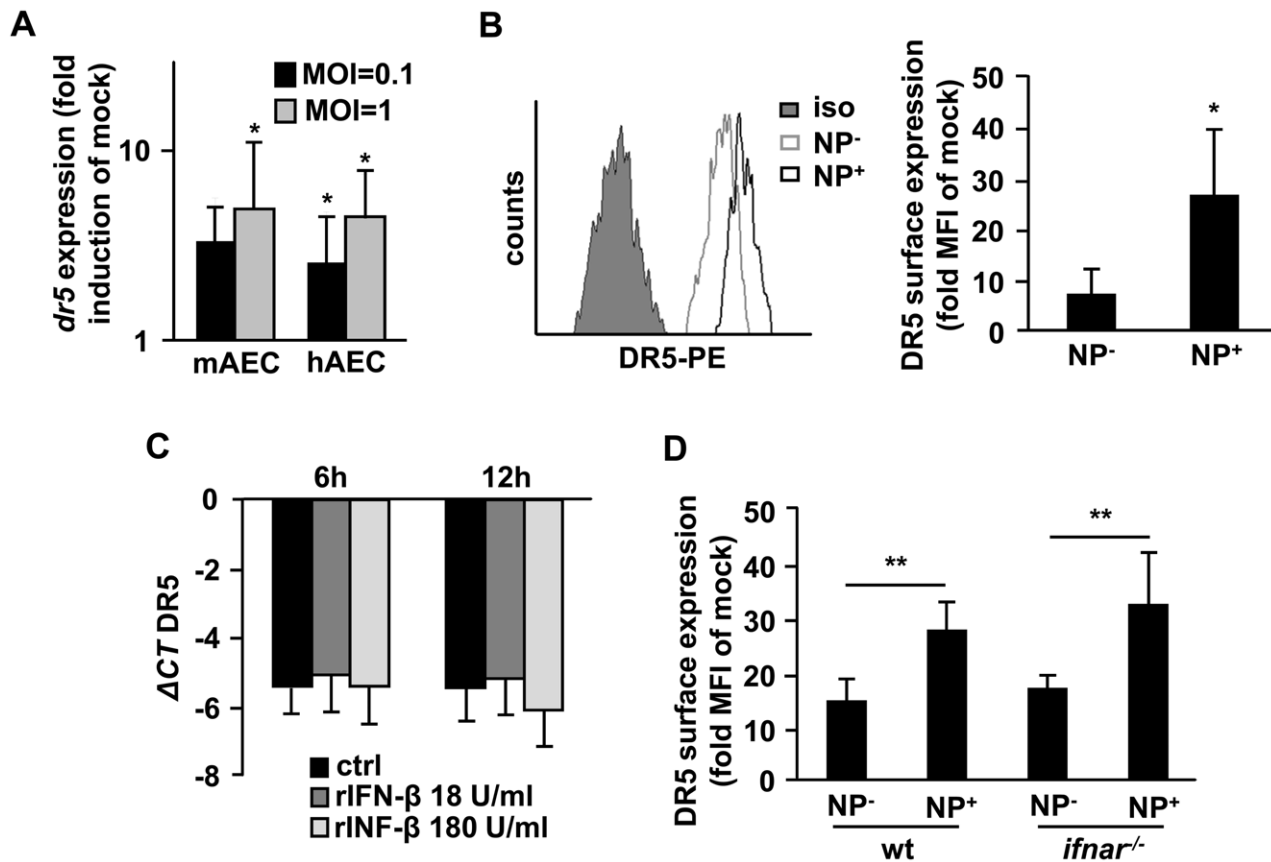 A
dr5 expression (fold
induction of mock)
10
1
MOI=0.1
MOI=1
*
*
*
mAEC hAEC
B
counts
DR5-PE
iso
NP-
NP+
DR5 surface expression
(fold MFI of mock)
50
40
30
20
10
0
*
NP- NP+
C
6h 12h
ΔCT DR5
0
-2
-4
-6
-8
ctrl
rIFN-β 18 U/ml
rINF-β 180 U/ml
D
DR5 surface expression
(fold MFI of mock)
50
40
30
20
10
0
**
**
NP- NP+ NP- NP+
wt ifnar-/-